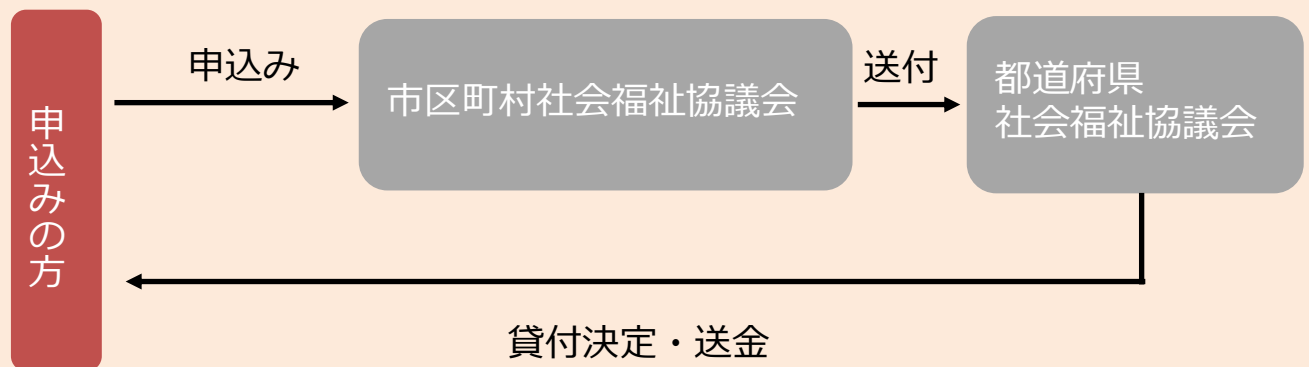 申込みの方
申込み
市区町村社会福祉協議会
送付
都道府県
社会福祉協議会
貸付決定・送金